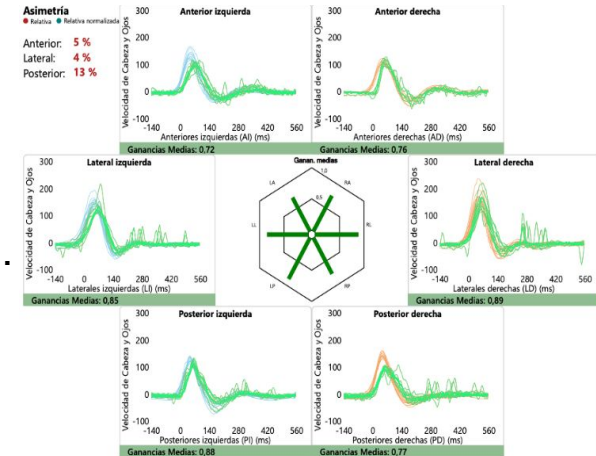 Asimetría
Relativa Relativa normalizada
Anterior: 5 %
Lateral: 4 %
Posterior: 13 %
Anterior izquierda
Velocidad de Cabeza y Ojos
300
200
100
0
-100
-140 0 140 280 420 560
Anteriores izquierdas (AI) (ms)
Ganancias Medias: 0,72
Anterior derecha
Velocidad de Cabeza y Ojos
300
200
100
0
-100
-140 0 140 280 420 560
Anteriores derechas (AD) (ms)
Ganancias Medias: 0.76
Lateral izquierda
Velocidad de Cabeza y Ojos
300
200
100
0
-100
-140 0 140 280 420 560
Laterales izquierdas (LI) (ms)
Ganancias Medias: 0,85
Ganan. medias
1,0
0,5
LA RA
LL RL
LP RP
Lateral derecha
Velocidad de Cabeza y Ojos
300
200
100
0
-100
-140 0 140 280 420 560
Laterales derechas (LD) (ms)
Ganancias Medias: 0,89
Posterior izquierda
Velocidad de Cabeza y Ojos
300
200
100
0
-100
-140 0 140 280 420 560
Posteriores izquierdas (PI) (ms)
Ganancias Medias: 0,88
Posterior derecha
Velocidad de Cabeza y Ojos
300
200
100
0
-100
-140 0 140 280 420 560
Posteriores derechas (PD) (ms)
Ganancias Medias: 0,77